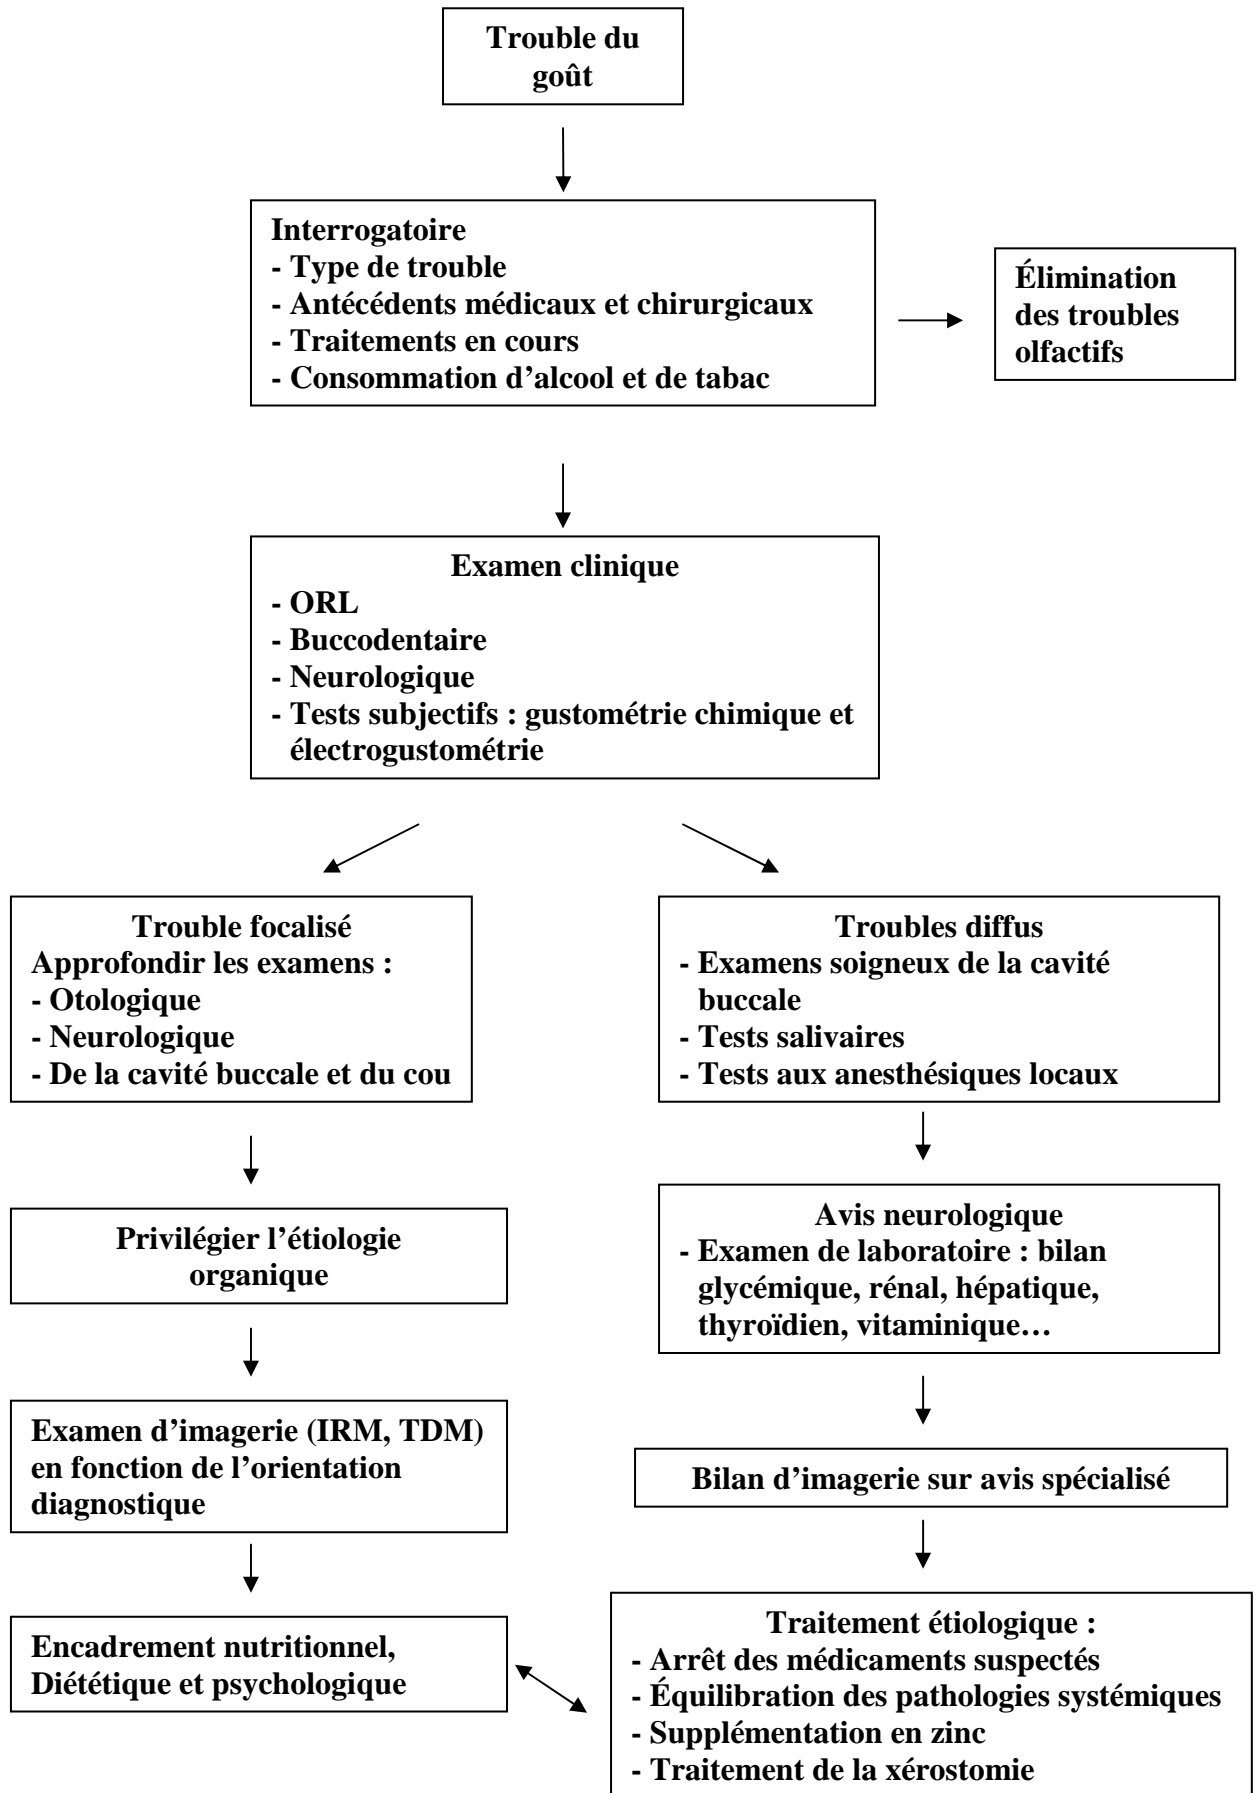 Trouble du
goût
Interrogatoire
- Type de trouble
- Antécédents médicaux et chirurgicaux
- Traitements en cours
- Consommation d’alcool et de tabac
Élimination
des troubles
olfactifs
Examen clinique
- ORL
- Buccodentaire
- Neurologique
- Tests subjectifs : gustométrie chimique et
électrogustométrie
Trouble focalisé
Approfondir les examens :
- Otologique
- Neurologique
- De la cavité buccale et du cou
Troubles diffus
- Examens soigneux de la cavité
buccale
- Tests salivaires
- Tests aux anesthésiques locaux
Privilégier l’étiologie
organique
Avis neurologique
- Examen de laboratoire : bilan
glycémique, rénal, hépatique,
thyroïdien, vitaminique…
Examen d’imagerie (IRM, TDM)
en fonction de l’orientation
diagnostique
Bilan d’imagerie sur avis spécialisé
Encadrement nutritionnel,
Diététique et psychologique
Traitement étiologique :
- Arrêt des médicaments suspectés
- Équilibration des pathologies systémiques
- Supplémentation en zinc
- Traitement de la xérostomie